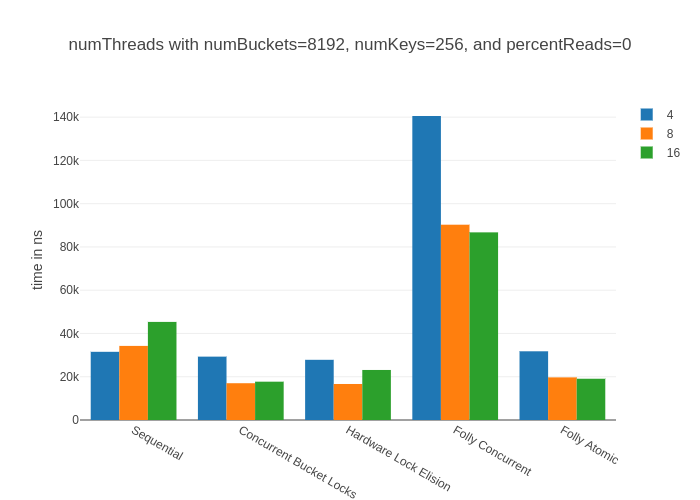 numThreads with numBuckets=8192, numKeys=256, and percentReads=0
4
8
16
140k
120k
100k
80k
60k
40k
20k
0
time in ns
Sequential
Concurrent Bucket Locks
Hardware Lock Elision
Folly Concurrent
Folly Atomic